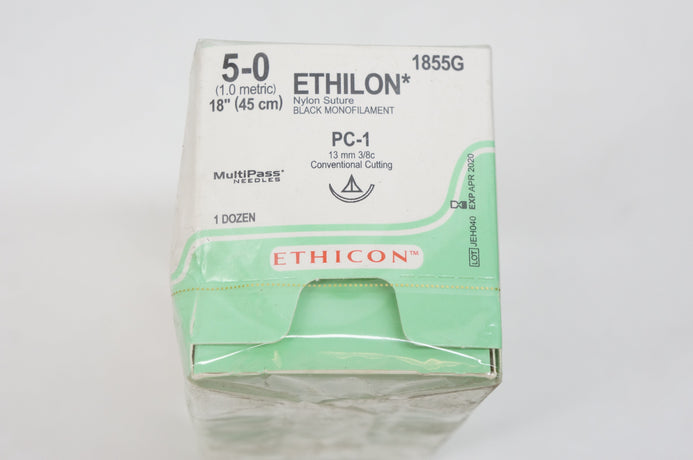 5-0
(1.0 metric)
18" (45 cm)
ETHILON*
Nylon Suture
BLACK MONOFILAMENT
1855G
PC-1
13 mm 3/8c
Conventional Cutting
MultiPass*
NEEDLES
1 DOZEN
LOT JEH040 EXP APR 2020
ETHICON™